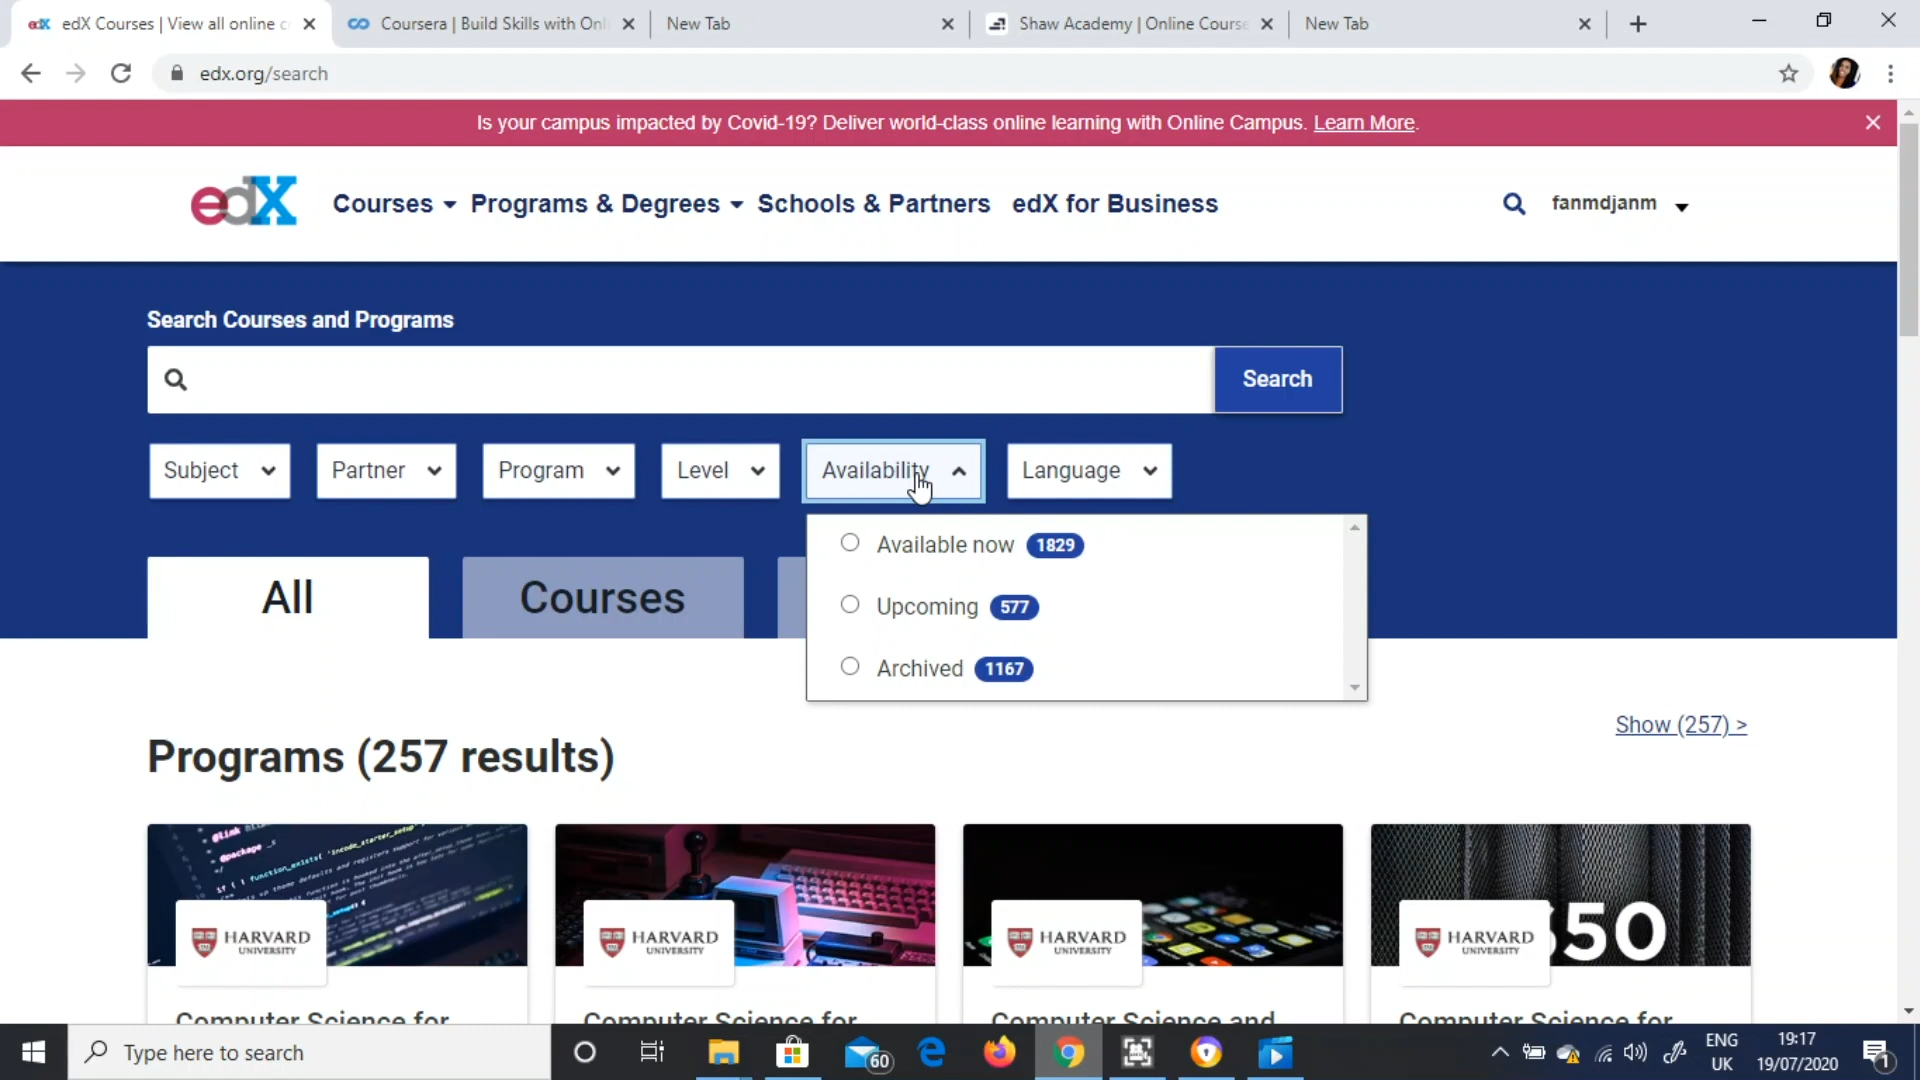 edX Courses | View all online c
Coursera | Build Skills with Onl
New Tab
Shaw Academy | Online Course
New Tab
edx.org/search
Is your campus impacted by Covid-19? Deliver world-class online learning with Online Campus. Learn More.
edX
Courses
Programs & Degrees
Schools & Partners
edX for Business
fanmdjanm
Search Courses and Programs
Search
Subject
Partner
Program
Level
Availability
Language
Available now 1829
Upcoming 577
Archived 1167
All
Courses
Show (257) >
Programs (257 results)
HARVARD
UNIVERSITY
HARVARD
UNIVERSITY
HARVARD
UNIVERSITY
50
HARVARD
UNIVERSITY
Computer Science for
Computer Science for
Computer Science and
Computer Science for
Type here to search
60
ENG
UK
19:17
19/07/2020
1